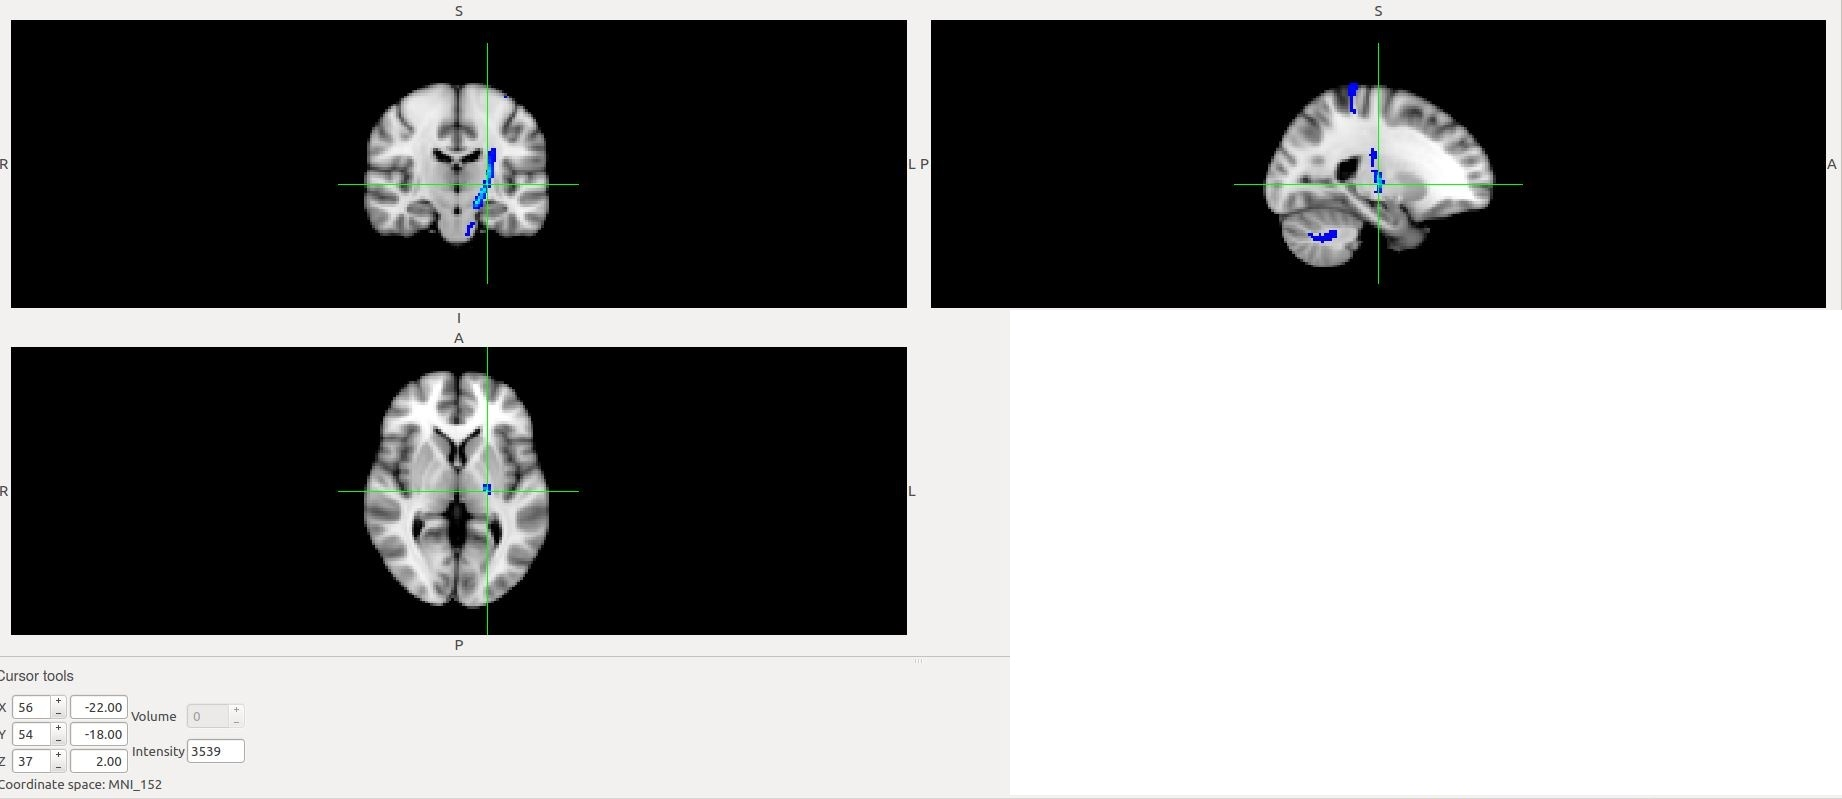 S S
R L P A
I
A
R L
P
Cursor tools
X 56 -22.00 Volume 0
Y 54 -18.00
Intensity 3539
Z 37 2.00
Coordinate space: MNI_152